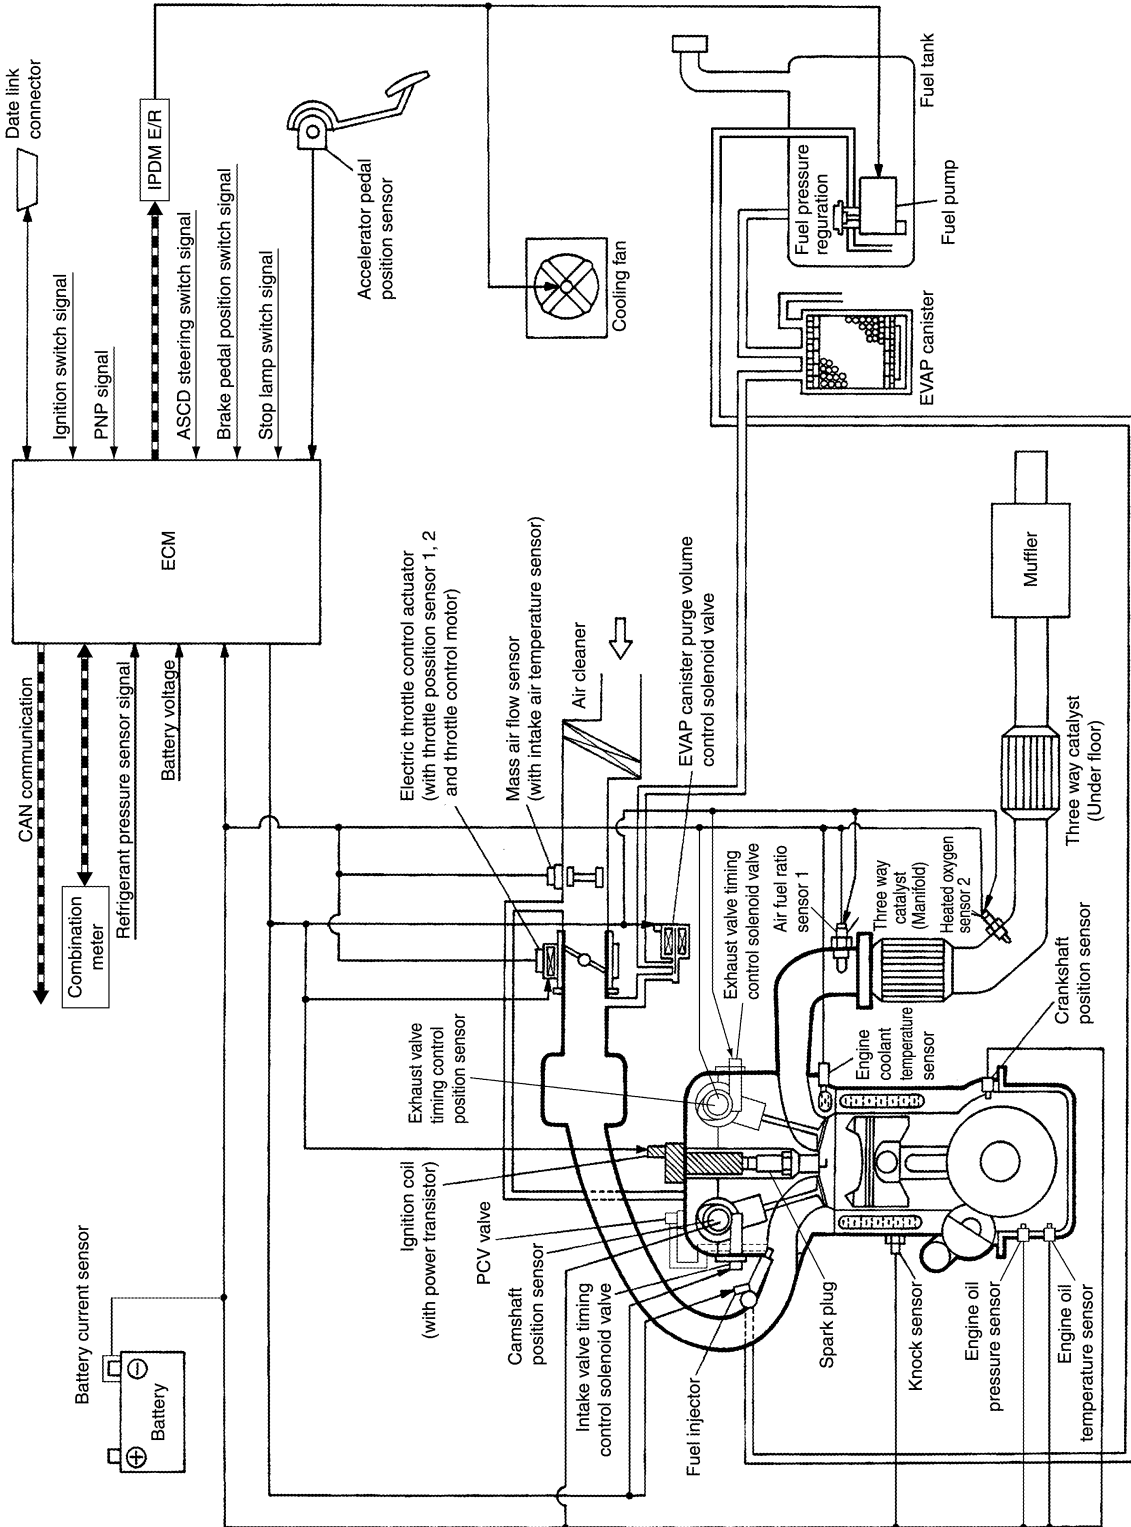 Date link
connector
IPDM E/R
Ignition switch signal
PNP signal
ASCD steering switch signal
Brake pedal position switch signal
Stop lamp switch signal
Accelerator pedal
position sensor
Cooling fan
Fuel tank
Fuel pressure
reguration
Fuel pump
EVAP canister
ECM
CAN communication
Combination
meter
Refrigerant pressure sensor signal
Battery voltage
Electric throttle control actuator
(with throttle possition sensor 1, 2
and throttle control motor)
Mass air flow sensor
(with intake air temperature sensor)
Air cleaner
EVAP canister purge volume
control solenoid valve
Muffler
Three way catalyst
(Under floor)
Exhaust valve timing
control solenoid valve
Air fuel ratio
sensor 1
Three way
catalyst
(Manifold)
Heated oxygen
sensor 2
Exhaust valve
timing control
position sensor
Engine
coolant
temperature
sensor
Crankshaft
position sensor
Battery current sensor
Battery
Ignition coil
(with power transistor)
PCV valve
Camshaft
position sensor
Intake valve timing
control solenoid valve
Fuel injector
Spark plug
Knock sensor
Engine oil
pressure sensor
Engine oil
temperature sensor